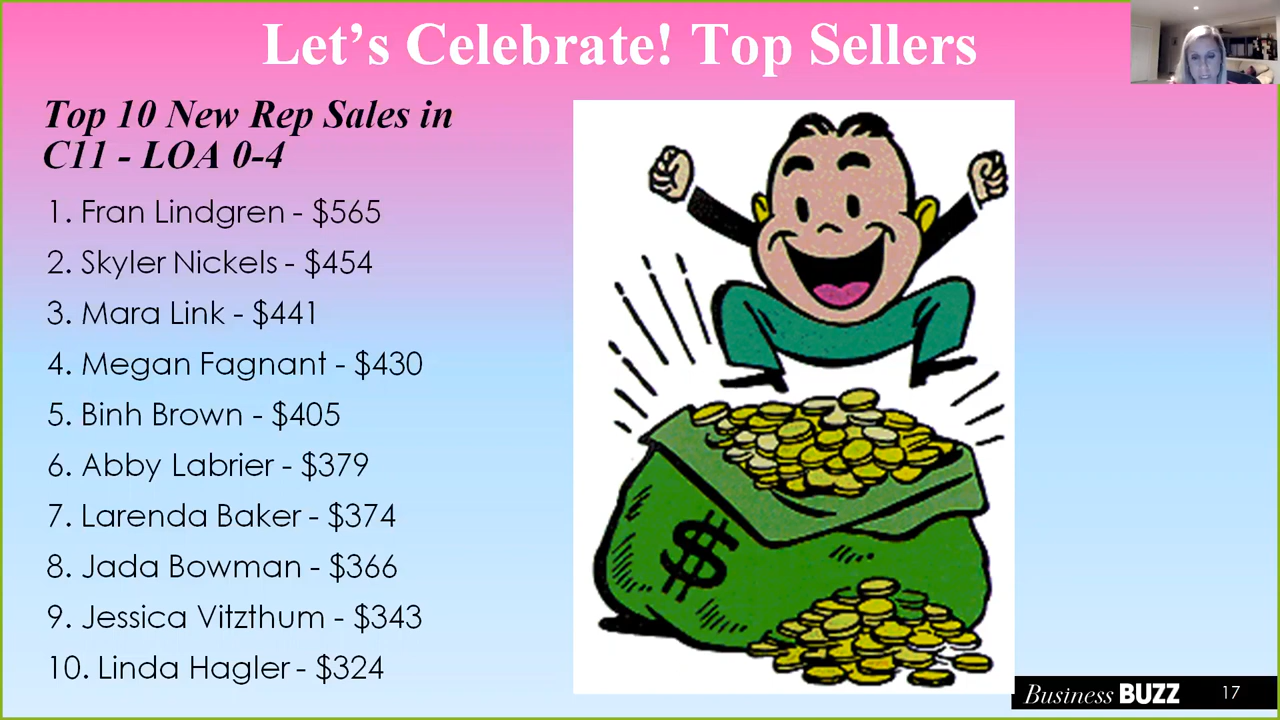 Let's Celebrate! Top Sellers
Top 10 New Rep Sales in
C11 - LOA 0-4
1. Fran Lindgren - $565
2. Skyler Nickels - $454
3. Mara Link - $441
4. Megan Fagnant - $430
5. Binh Brown - $405
6. Abby Labrier - $379
7. Larenda Baker - $374
8. Jada Bowman - $366
9. Jessica Vitzthum - $343
10. Linda Hagler - $324
$
Business BUZZ 17